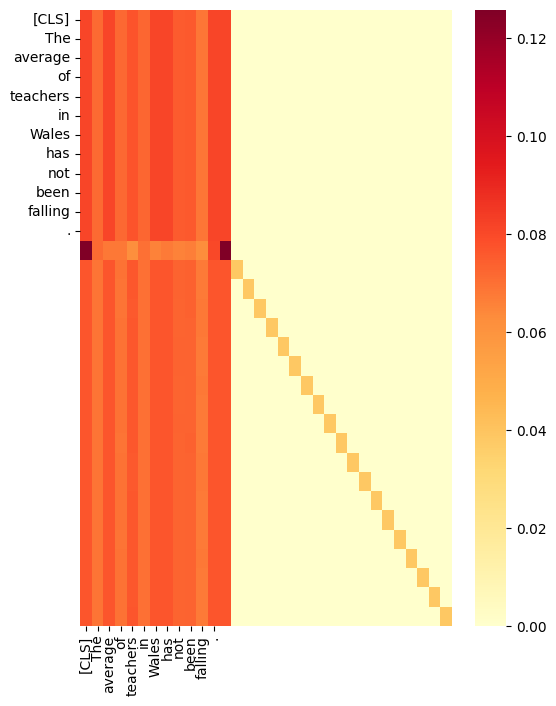 [CLS]
The
average
of
teachers
in
Wales
has
not
been
falling
.
0.12
0.10
0.08
0.06
0.04
0.02
0.00
[CLS]
The
average
of
teachers
in
Wales
has
not
been
falling
.